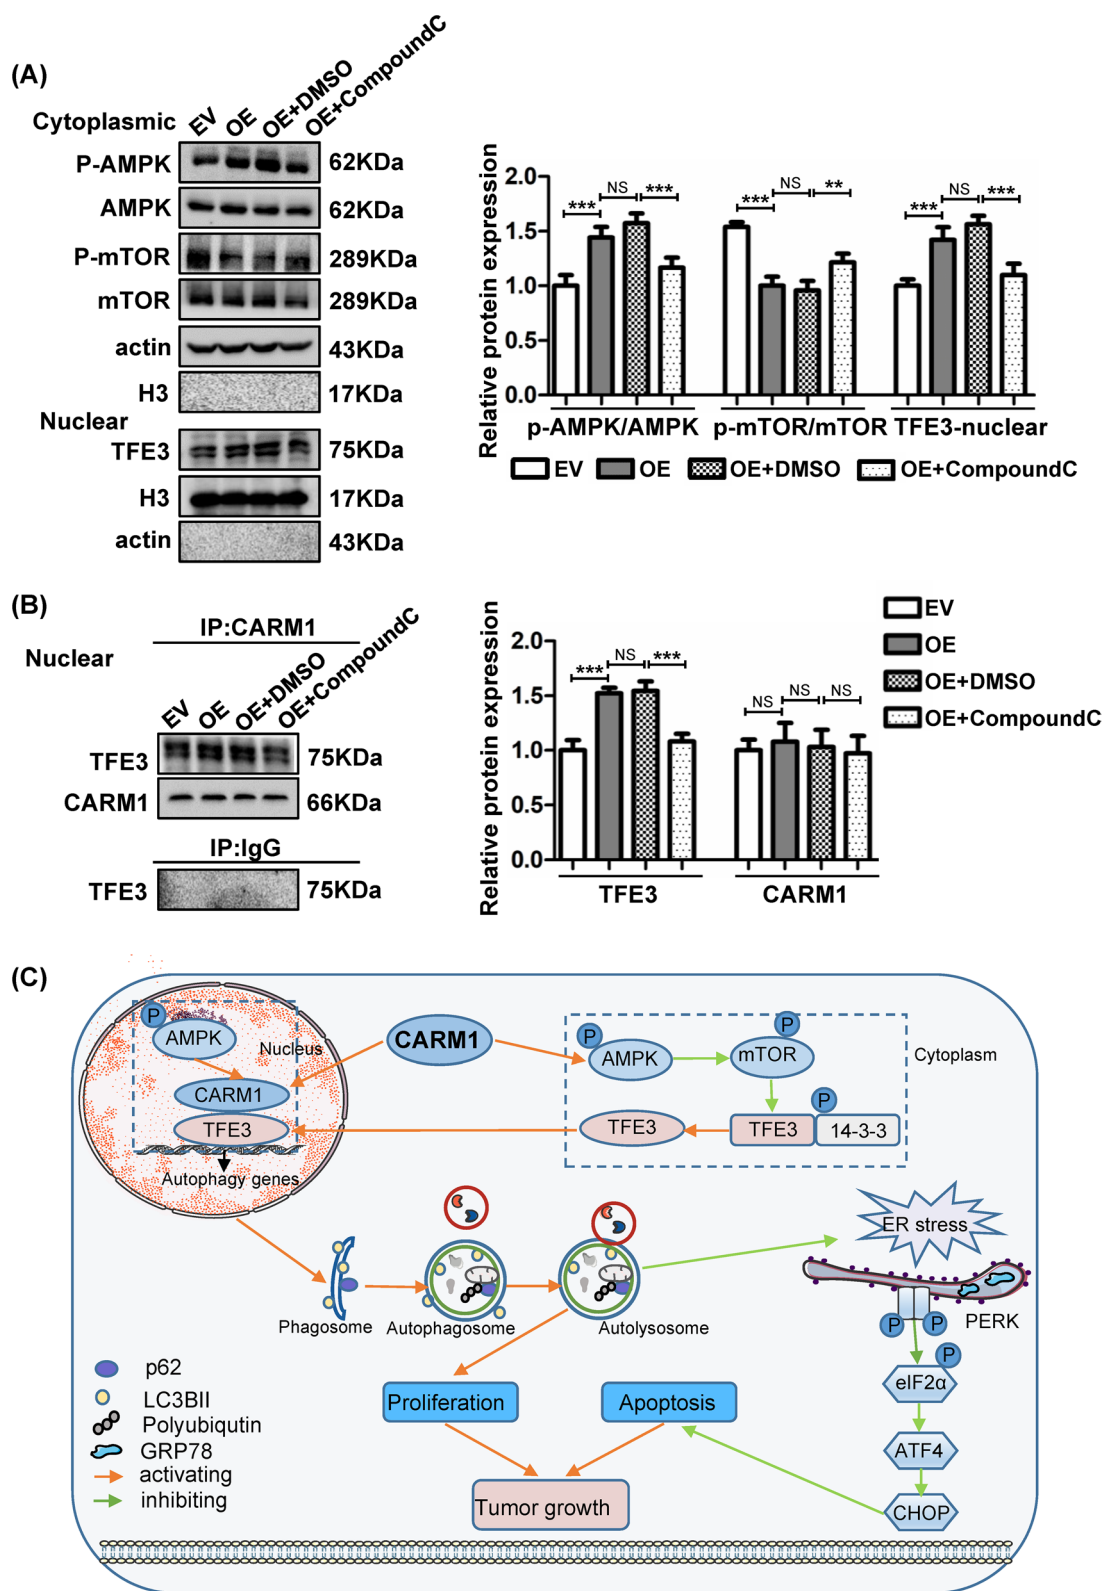 (A)
Cytoplasmic
EV
OE
OE+DMSO
OE+CompoundC
P-AMPK
62KDa
AMPK
62KDa
P-mTOR
289KDa
mTOR
289KDa
actin
43KDa
H3
17KDa
Nuclear
TFE3
75KDa
H3
17KDa
actin
43KDa
Relative protein expression
2.0
1.5
1.0
0.5
0.0
***
NS
***
***
NS
**
***
NS
***
p-AMPK/AMPK
p-mTOR/mTOR
TFE3-nuclear
EV
OE
OE+DMSO
OE+CompoundC
(B)
IP:CARM1
Nuclear
EV
OE
OE+DMSO
OE+CompoundC
TFE3
75KDa
CARM1
66KDa
IP:IgG
TFE3
75KDa
Relative protein expression
2.0
1.5
1.0
0.5
0.0
***
NS
***
NS
NS
NS
TFE3
CARM1
EV
OE
OE+DMSO
OE+CompoundC
(C)
P
AMPK
Nucleus
CARM1
TFE3
Autophagy genes
CARM1
P
AMPK
P
mTOR
Cytoplasm
TFE3
TFE3
P
14-3-3
Phagosome
Autophagosome
Autolysosome
ER stress
PERK
P
P
P
eIF2α
ATF4
CHOP
Proliferation
Apoptosis
Tumor growth
p62
LC3BII
Polyubiqutin
GRP78
activating
inhibiting